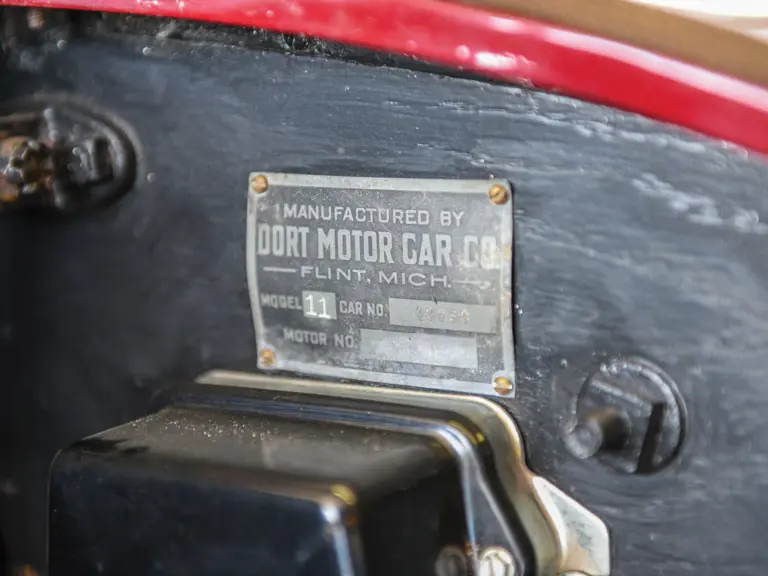 MANUFACTURED BY
DORT MOTOR CAR CO.
FLINT, MICH.
MODEL 11 CAR NO.
MOTOR NO.